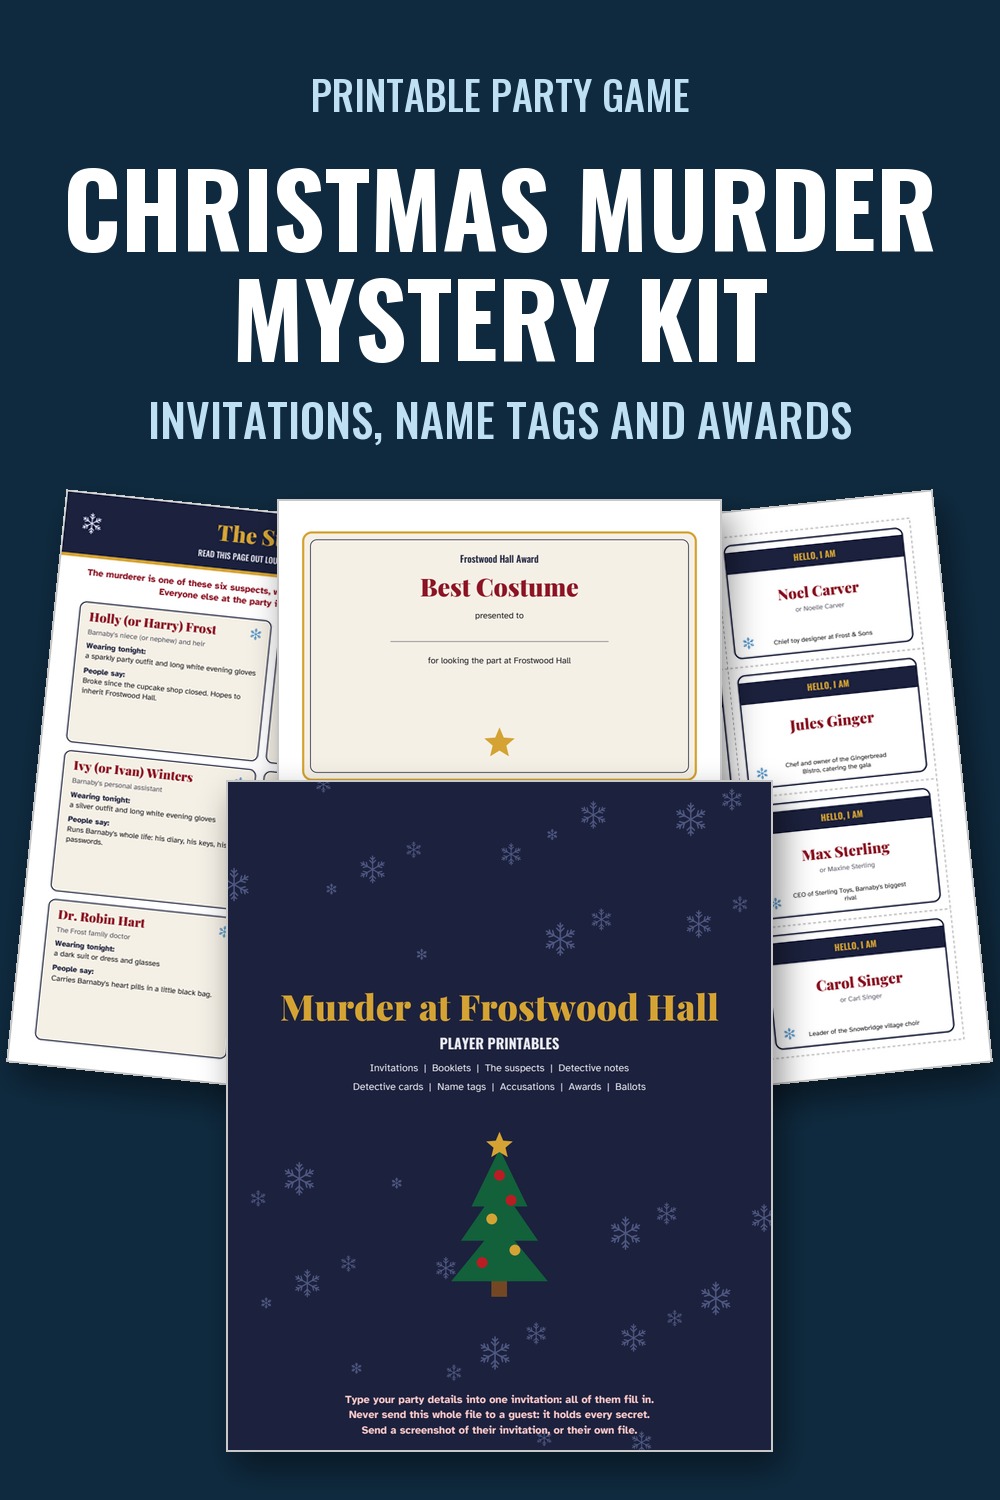 PRINTABLE PARTY GAME
CHRISTMAS MURDER
MYSTERY KIT
INVITATIONS, NAME TAGS AND AWARDS
The
READ THIS PAGE OUT
The murderer is one of these six suspects,
Everyone else at the party
Holly (or Harry) Frost
Barnaby's niece (or nephew) and heir
Wearing tonight:
a sparkly party outfit and long white evening gloves
People say:
Broke since the cupcake shop closed. Hopes to
inherit Frostwood Hall.
Ivy (or Ivan) Winters
Barnaby's personal assistant
Wearing tonight:
a silver outfit and long white evening gloves
People say:
Runs Barnaby's whole life: his diary, his keys, his
passwords.
Dr. Robin Hart
The Frost family doctor
Wearing tonight:
a dark suit or dress and glasses
People say:
Carries Barnaby's heart pills in a little black bag.
Frostwood Hall Award
Best Costume
presented to
for looking the part at Frostwood Hall
HELLO, I AM
Noel Carver
or Noelle Carver
Chief toy designer at Frost & Sons
HELLO, I AM
Jules Ginger
Chef and owner of the Gingerbread
Bistro, catering the gala
HELLO, I AM
Max Sterling
or Maxine Sterling
CEO of Sterling Toys, Barnaby's biggest
rival
HELLO, I AM
Carol Singer
or Carl Singer
Leader of the Snowbridge village choir
Murder at Frostwood Hall
PLAYER PRINTABLES
Invitations | Booklets | The suspects | Detective notes
Detective cards | Name tags | Accusations | Awards | Ballots
Type your party details into one invitation: all of them fill in.
Never send this whole file to a guest: it holds every secret.
Send a screenshot of their invitation, or their own file.